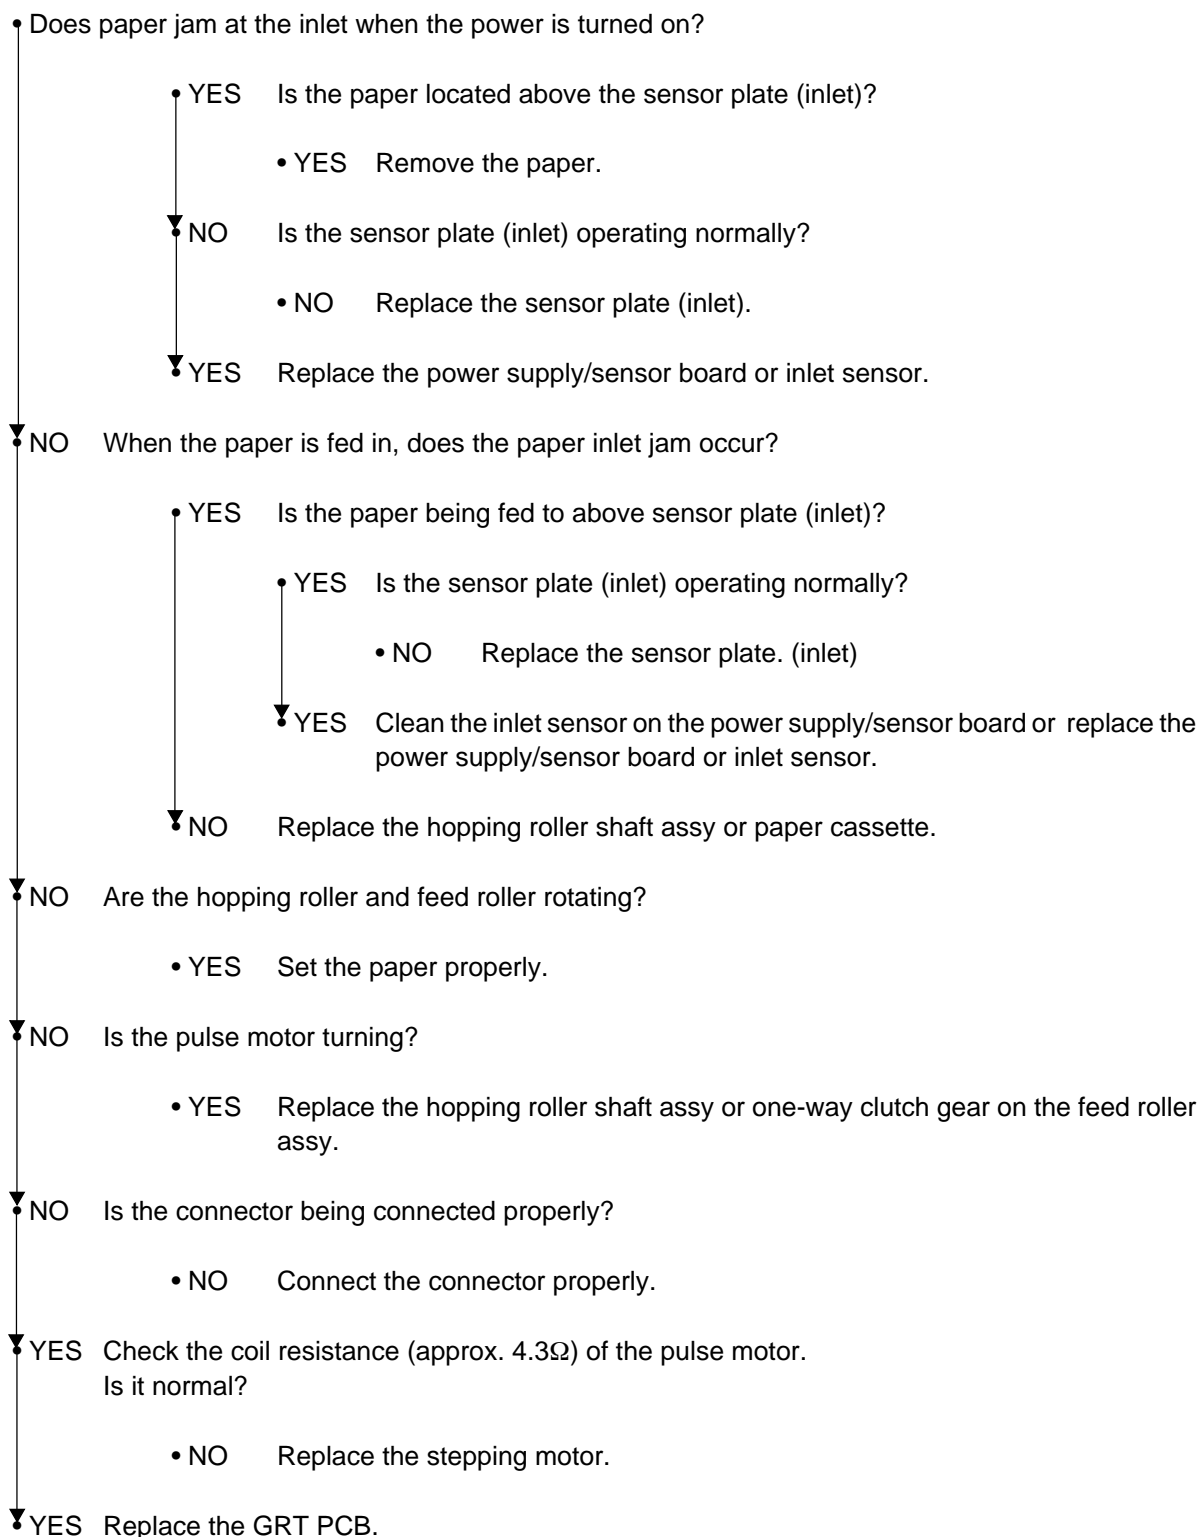 • Does paper jam at the inlet when the power is turned on?
• YES Is the paper located above the sensor plate (inlet)?
• YES Remove the paper.
• NO Is the sensor plate (inlet) operating normally?
• NO Replace the sensor plate (inlet).
• YES Replace the power supply/sensor board or inlet sensor.
• NO When the paper is fed in, does the paper inlet jam occur?
• YES Is the paper being fed to above sensor plate (inlet)?
• YES Is the sensor plate (inlet) operating normally?
• NO Replace the sensor plate. (inlet)
• YES Clean the inlet sensor on the power supply/sensor board or replace the
power supply/sensor board or inlet sensor.
• NO Replace the hopping roller shaft assy or paper cassette.
• NO Are the hopping roller and feed roller rotating?
• YES Set the paper properly.
• NO Is the pulse motor turning?
• YES Replace the hopping roller shaft assy or one-way clutch gear on the feed roller
assy.
• NO Is the connector being connected properly?
• NO Connect the connector properly.
• YES Check the coil resistance (approx. 4.3Ω) of the pulse motor.
Is it normal?
• NO Replace the stepping motor.
• YES Replace the GRT PCB.